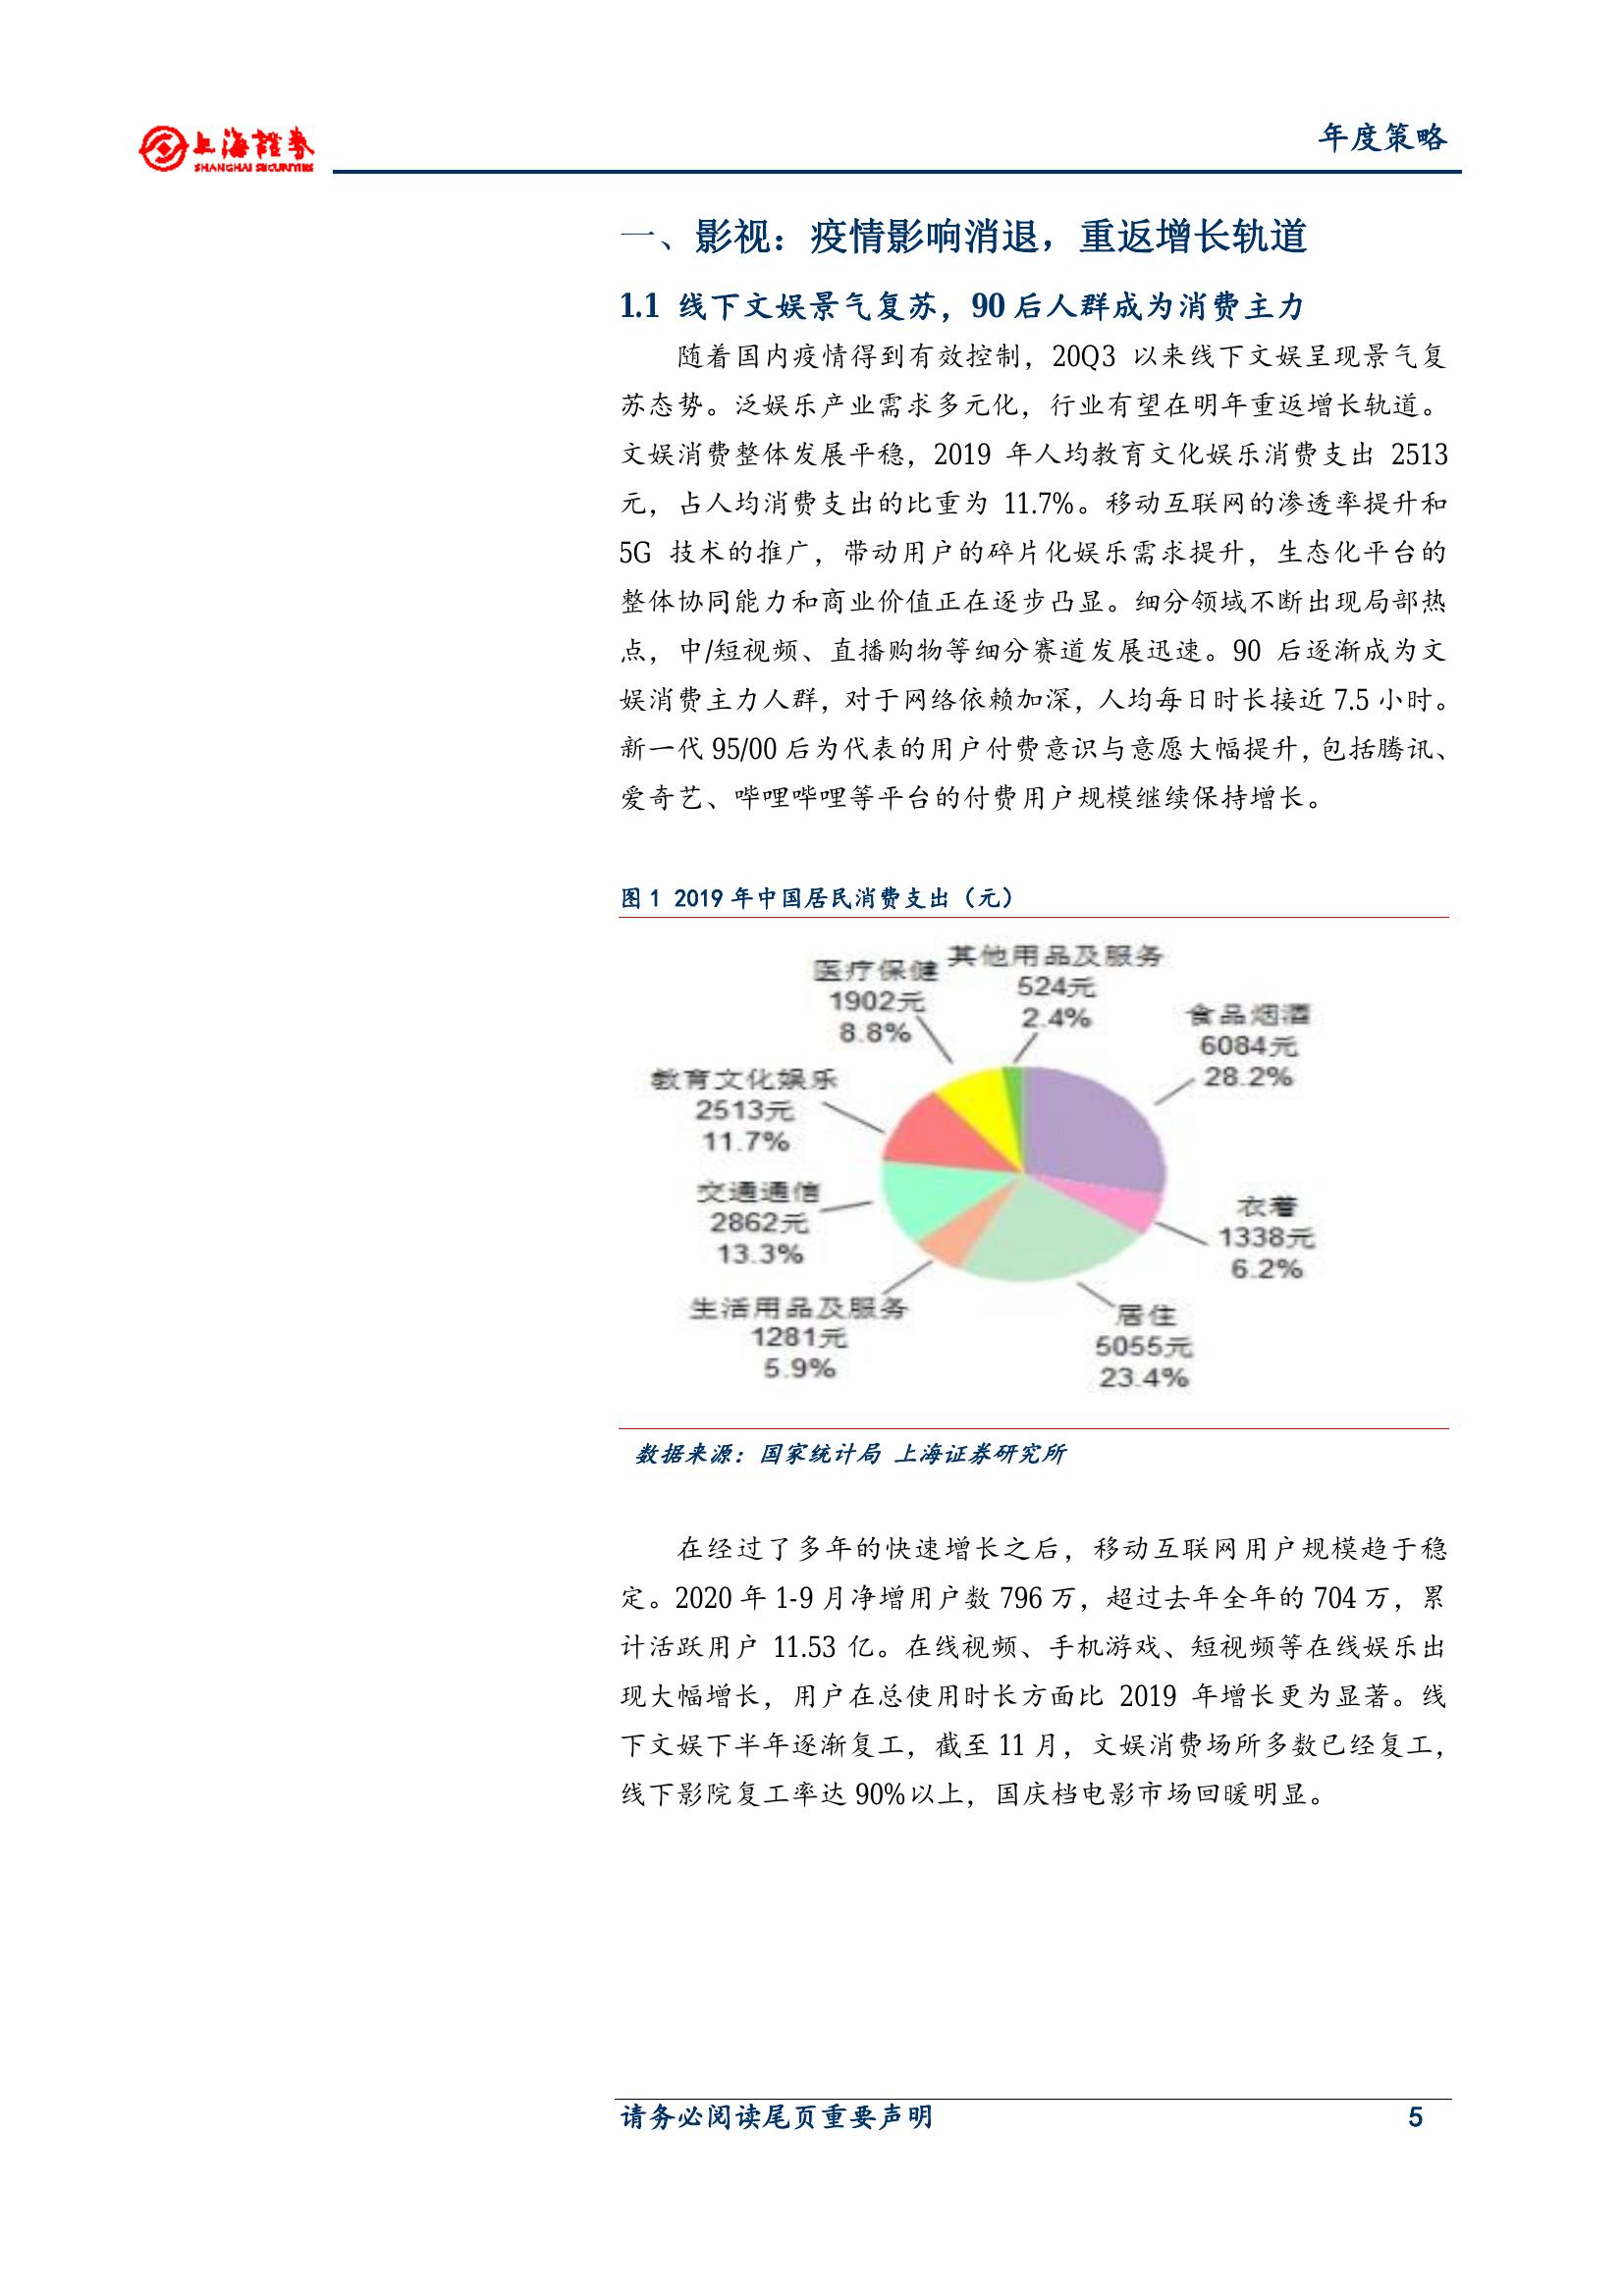 上海證券
SHANGHAI SECURITIES
年度策略
一、影视：疫情影响消退，重返增长轨道
1.1 线下文娱景气复苏，90 后人群成为消费主力
随着国内疫情得到有效控制，20Q3 以来线下文娱呈现景气复
苏态势。泛娱乐产业需求多元化，行业有望在明年重返增长轨道。
文娱消费整体发展平稳，2019 年人均教育文化娱乐消费支出 2513
元，占人均消费支出的比重为 11.7%。移动互联网的渗透率提升和
5G 技术的推广，带动用户的碎片化娱乐需求提升，生态化平台的
整体协同能力和商业价值正在逐步凸显。细分领域不断出现局部热
点，中/短视频、直播购物等细分赛道发展迅速。90 后逐渐成为文
娱消费主力人群，对于网络依赖加深，人均每日时长接近 7.5 小时。
新一代 95/00 后为代表的用户付费意识与意愿大幅提升，包括腾讯、
爱奇艺、哔哩哔哩等平台的付费用户规模继续保持增长。
图 1 2019 年中国居民消费支出（元）
其他用品及服务
524元
2.4%
医疗保健
1902元
8.8%
食品烟酒
6084元
28.2%
教育文化娱乐
2513元
11.7%
交通通信
2862元
13.3%
衣着
1338元
6.2%
生活用品及服务
1281元
5.9%
居住
5055元
23.4%
数据来源：国家统计局 上海证券研究所
在经过了多年的快速增长之后，移动互联网用户规模趋于稳
定。2020 年 1-9 月净增用户数 796 万，超过去年全年的 704 万，累
计活跃用户 11.53 亿。在线视频、手机游戏、短视频等在线娱乐出
现大幅增长，用户在总使用时长方面比 2019 年增长更为显著。线
下文娱下半年逐渐复工，截至 11 月，文娱消费场所多数已经复工，
线下影院复工率达 90%以上，国庆档电影市场回暖明显。
请务必阅读尾页重要声明
5